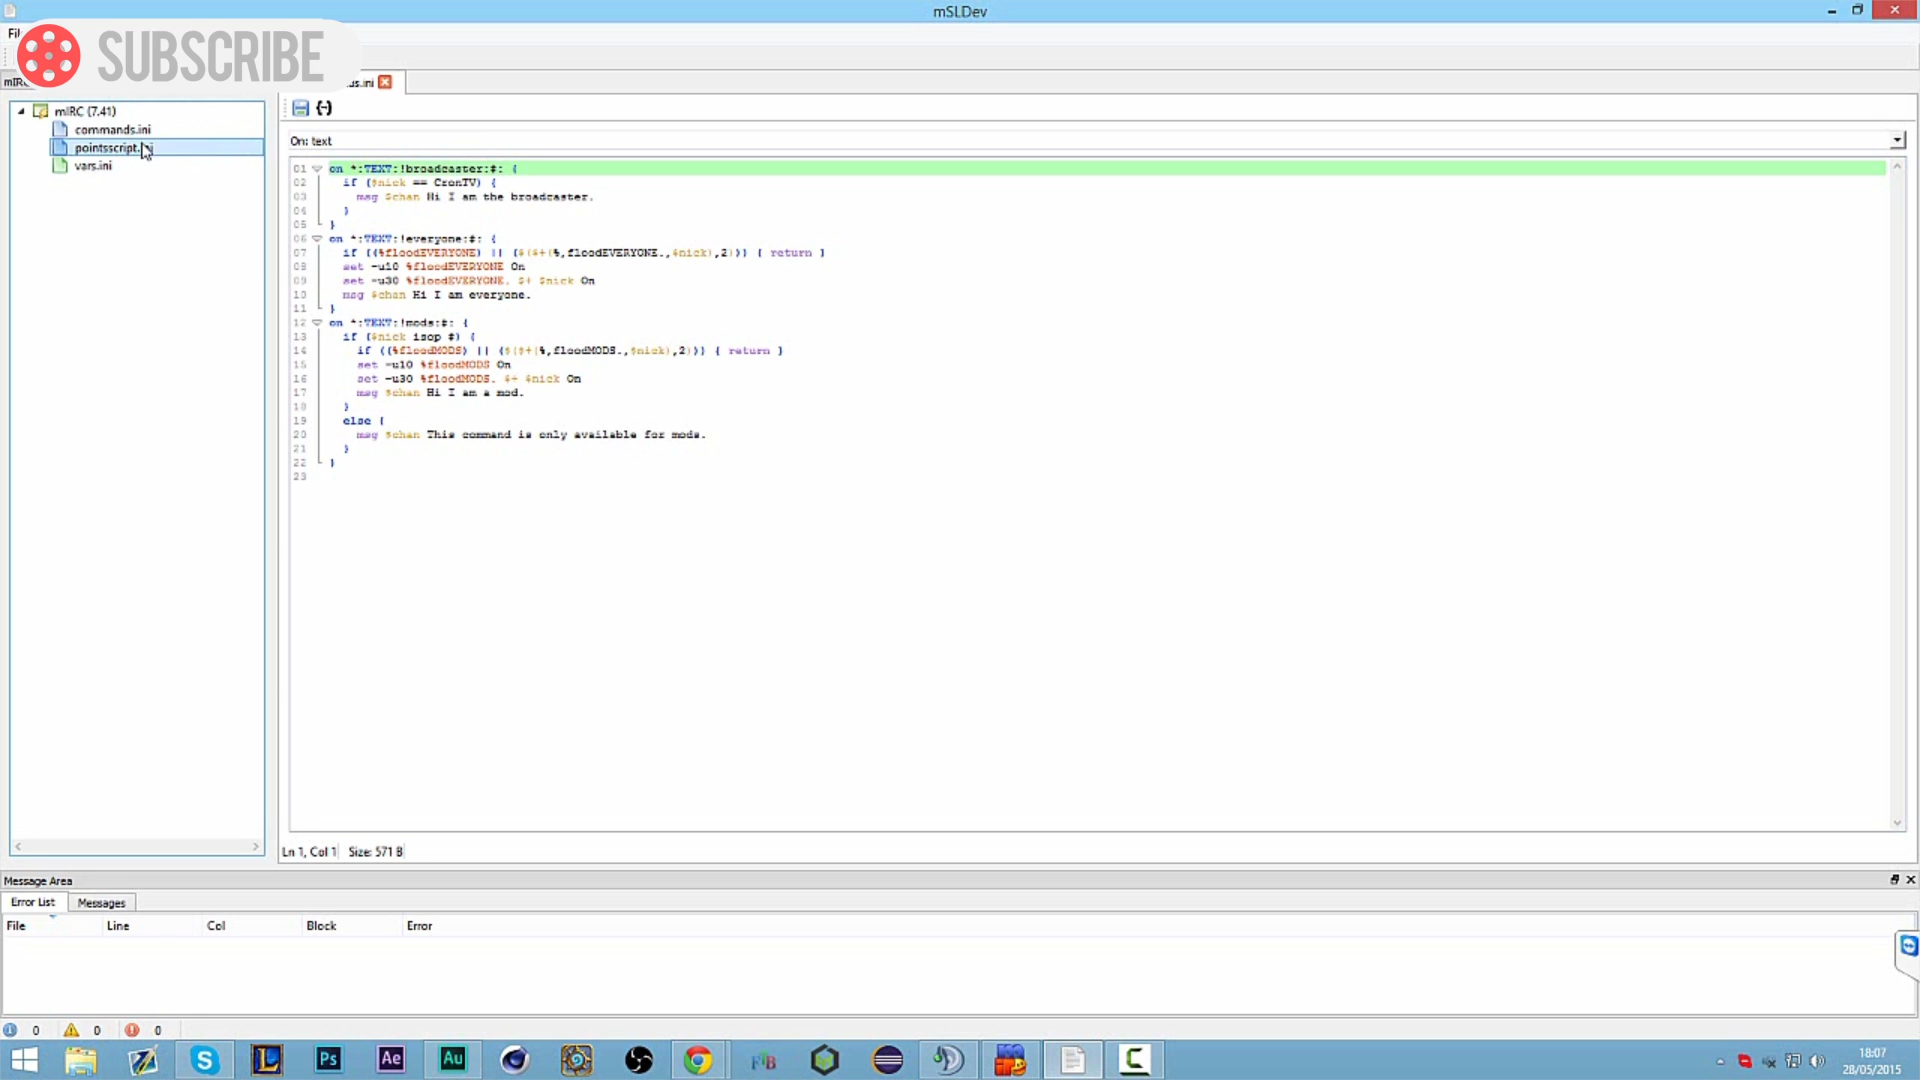 mSLDev
SUBSCRIBE
mIRC (7.41)
commands.ini
pointsscript.
vars.ini
On: text
01 on *:TEXT:!broadcaster:#: {
02 if ($nick == CronTV) {
03 msg $chan Hi I am the broadcaster.
04 }
05 }
06 on *:TEXT:!everyone:#: {
07 if ((%floodEVERYONE) || ($($+(%,floodEVERYONE.,$nick),2))) { return }
08 set -u10 %floodEVERYONE On
09 set -u30 %floodEVERYONE. $+ $nick On
10 msg $chan Hi I am everyone.
11 }
12 on *:TEXT:!mods:#: {
13 if ($nick isop #) {
14 if ((%floodMODS) || ($($+(%,floodMODS.,$nick),2))) { return }
15 set -u10 %floodMODS On
16 set -u30 %floodMODS. $+ $nick On
17 msg $chan Hi I am a mod.
18 }
19 else {
20 msg $chan This command is only available for mods.
21 }
22 }
23
Ln 1, Col 1 Size: 571 B
Message Area
Error List Messages
File Line Col Block Error
0 0 0
Ps Ae Au
18:07
28/05/2015